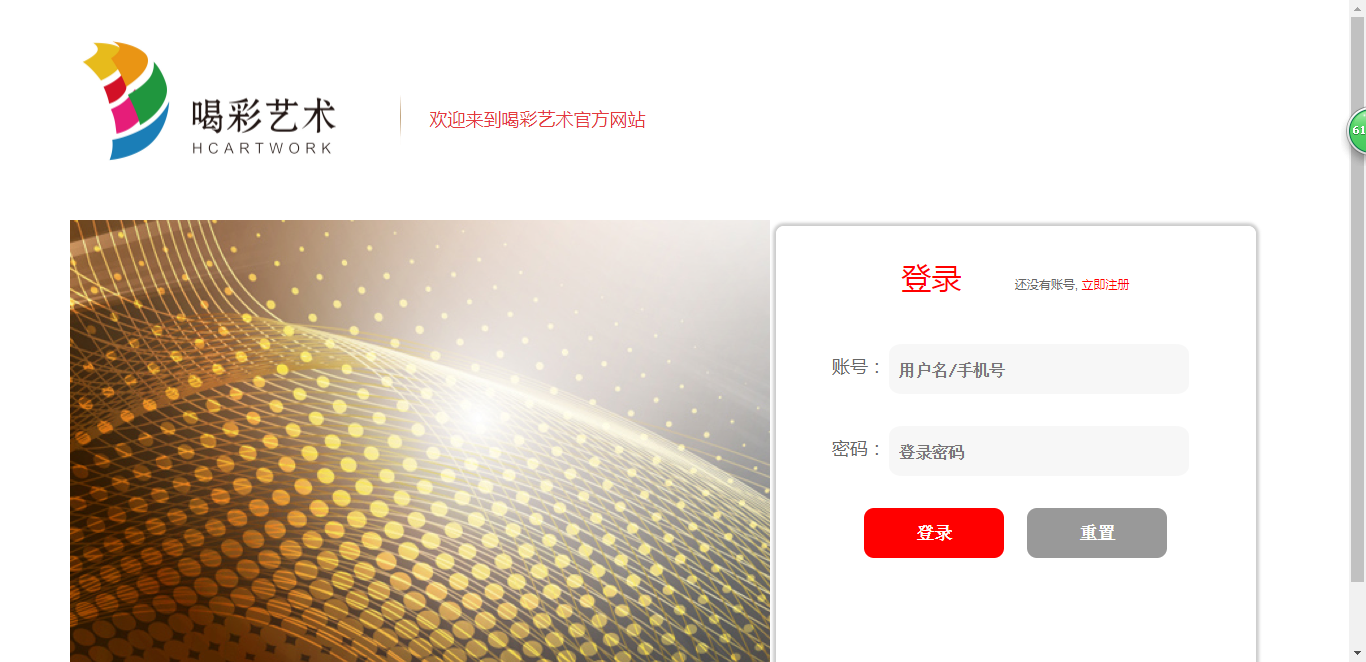 喝彩艺术
HCARTWORK
欢迎来到喝彩艺术官方网站
61
登录
还没有账号, 立即注册
账号：
用户名/手机号
密码：
登录密码
登录
重置